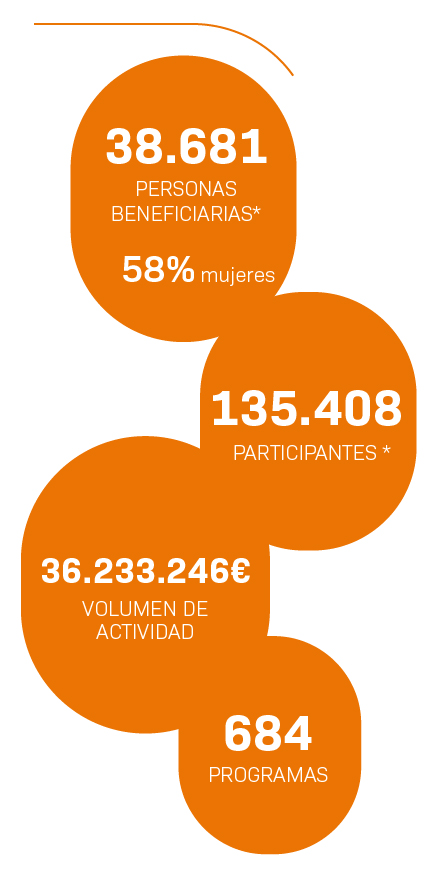 38.681
PERSONAS
BENEFICIARIAS*
58% mujeres
135.408
PARTICIPANTES *
36.233.246€
VOLUMEN DE
ACTIVIDAD
684
PROGRAMAS